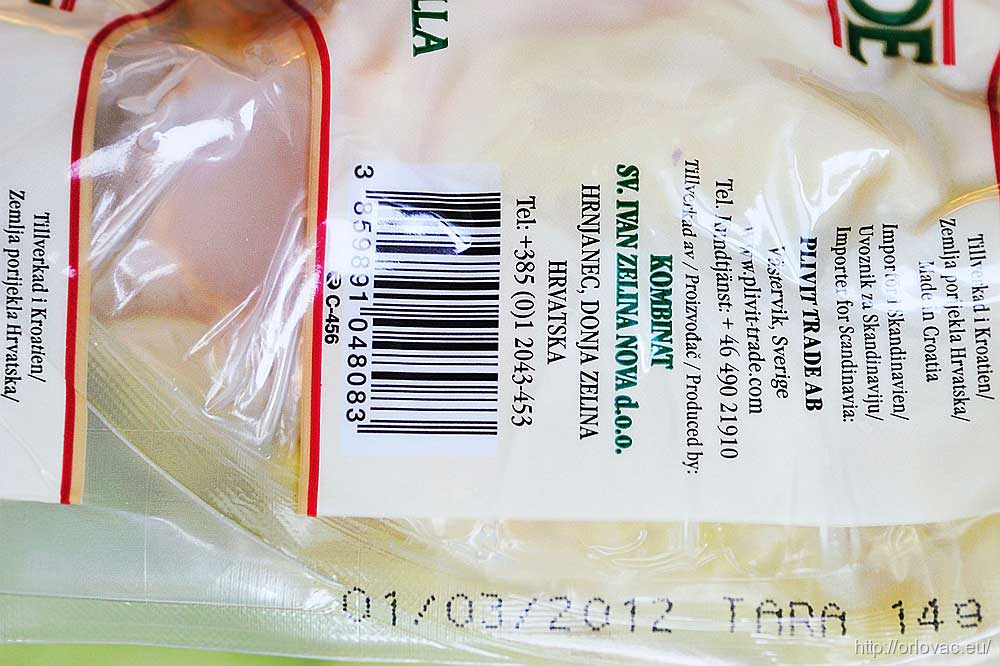 LLA
DE
Tillverkad i Kroatien/
Zemlja porijekla Hrvatska/
Made in Croatia
Importör i Skandinavien/
Uvoznik za Skandinaviju/
Importer for Scandinavia:
PLIVIT TRADE AB
Västervik, Sverige
www.plivit-trade.com
Tel. Kundtjänst: + 46 490 21910
Tillverkad av / Proizvođač / Produced by:
KOMBINAT
SV. IVAN ZELINA NOVA d.o.o.
HRNJANEC, DONJA ZELINA
HRVATSKA
Tel: +385 (0)1 2043-453
3 859891 048083
C-456
Tillverkad i Kroatien/
Zemlja porijekla Hrvatska/
01/03/2012 TARA 14g
http://orlovac.eu/